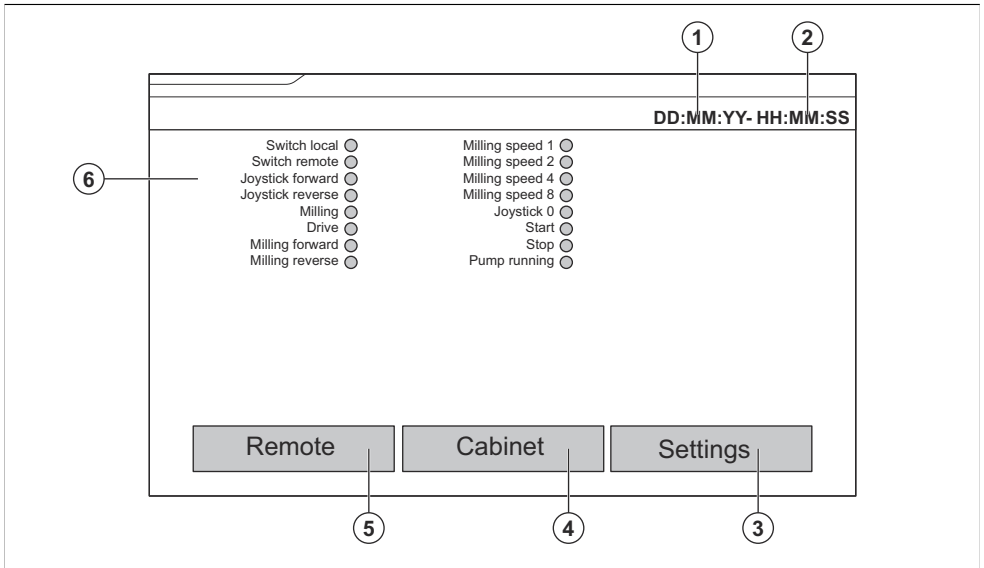 1 2
DD:MM:YY- HH:MM:SS
6
Switch local
Switch remote
Joystick forward
Joystick reverse
Milling
Drive
Milling forward
Milling reverse
Milling speed 1
Milling speed 2
Milling speed 4
Milling speed 8
Joystick 0
Start
Stop
Pump running
Remote Cabinet Settings
5 4 3